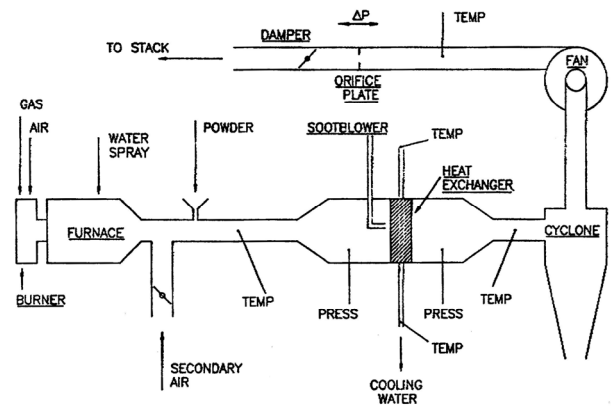 ΔP
TEMP
DAMPER
TO STACK
FAN
ORIFICE
PLATE
GAS
AIR
WATER
SPRAY
POWDER
SOOTBLOWER
TEMP
HEAT
EXCHANGER
FURNACE
CYCLONE
BURNER
TEMP
PRESS
PRESS
TEMP
TEMP
SECONDARY
AIR
COOLING
WATER